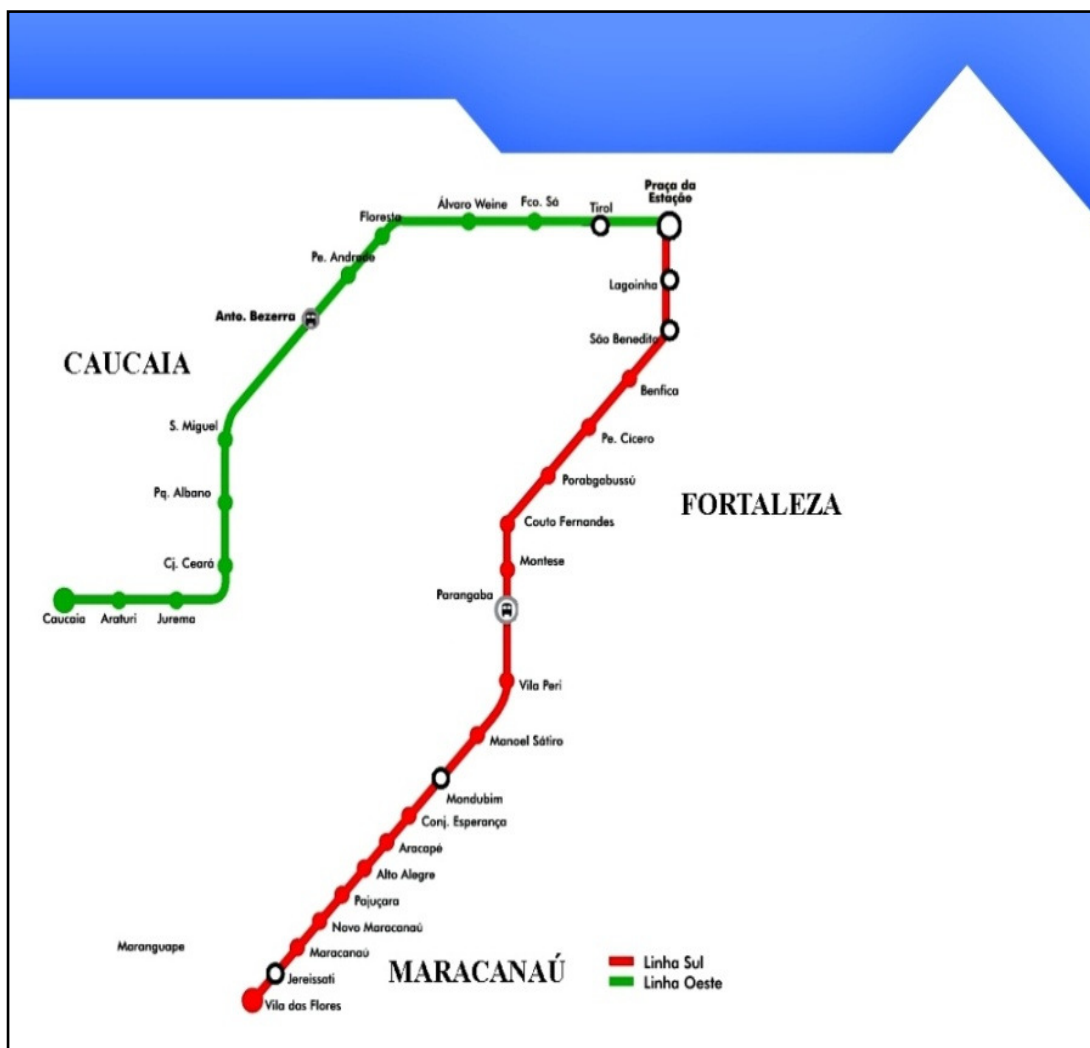 Praça da
Estação
Tirol
Fco. Sá
Álvaro Weine
Floresta
Pe. Andrade
Anto. Bezerra
CAUCAIA
S. Miguel
Pq. Albano
Cj. Ceará
Caucaia
Araturi
Jurema
Lagoinha
São Benedito
Benfica
Pe. Cícero
Porabgabussú
FORTALEZA
Couto Fernandes
Montese
Parangaba
Vila Peri
Manoel Sátiro
Mondubim
Conj. Esperança
Aracapé
Alto Alegre
Pajuçara
Novo Maracanaú
Maranguape
Maracanaú
Jereissati
Vila das Flores
MARACANAÚ
Linha Sul
Linha Oeste